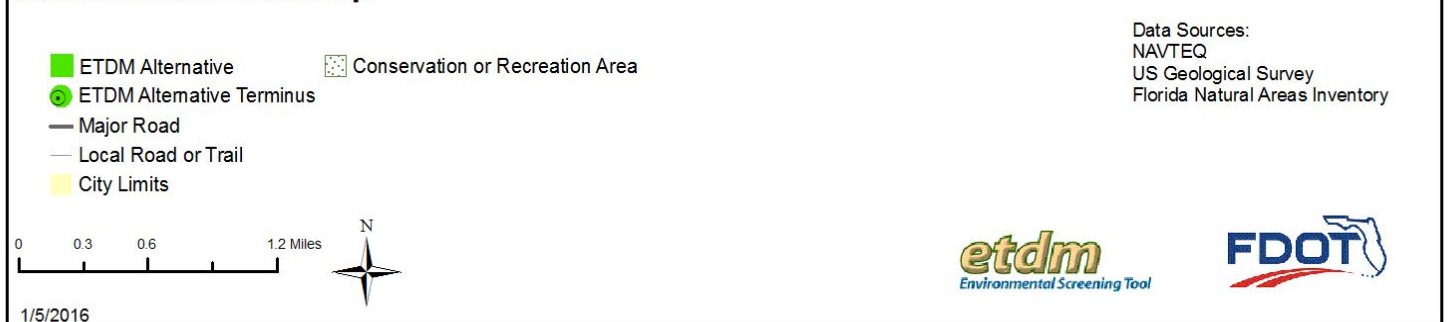 ETDM Alternative
ETDM Alternative Terminus
Major Road
Local Road or Trail
City Limits
Conservation or Recreation Area
Data Sources:
NAVTEQ
US Geological Survey
Florida Natural Areas Inventory
0 0.3 0.6 1.2 Miles
N
etdm
Environmental Screening Tool
FDOT
1/5/2016